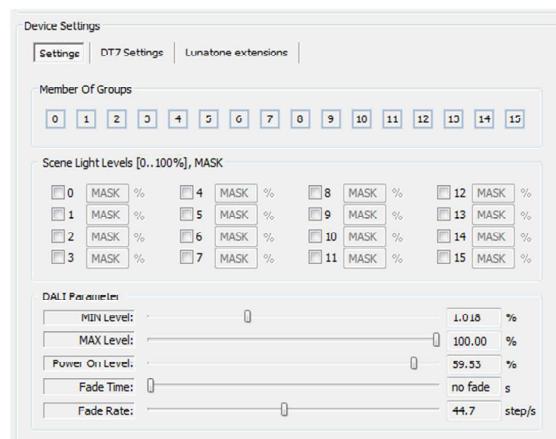 Device Settings
Settings DT7 Settings Lunatone extensions
Member Of Groups
0 1 2 3 4 5 6 7 8 9 10 11 12 13 14 15
Scene Light Levels [0..100%], MASK
0 MASK % 4 MASK % 8 MASK % 12 MASK %
1 MASK % 5 MASK % 9 MASK % 13 MASK %
2 MASK % 6 MASK % 10 MASK % 14 MASK %
3 MASK % 7 MASK % 11 MASK % 15 MASK %
DALI Parameter
MIN Level: 1.018 %
MAX Level: 100.00 %
Power On Level: 59.53 %
Fade Time: no fade s
Fade Rate: 44.7 step/s